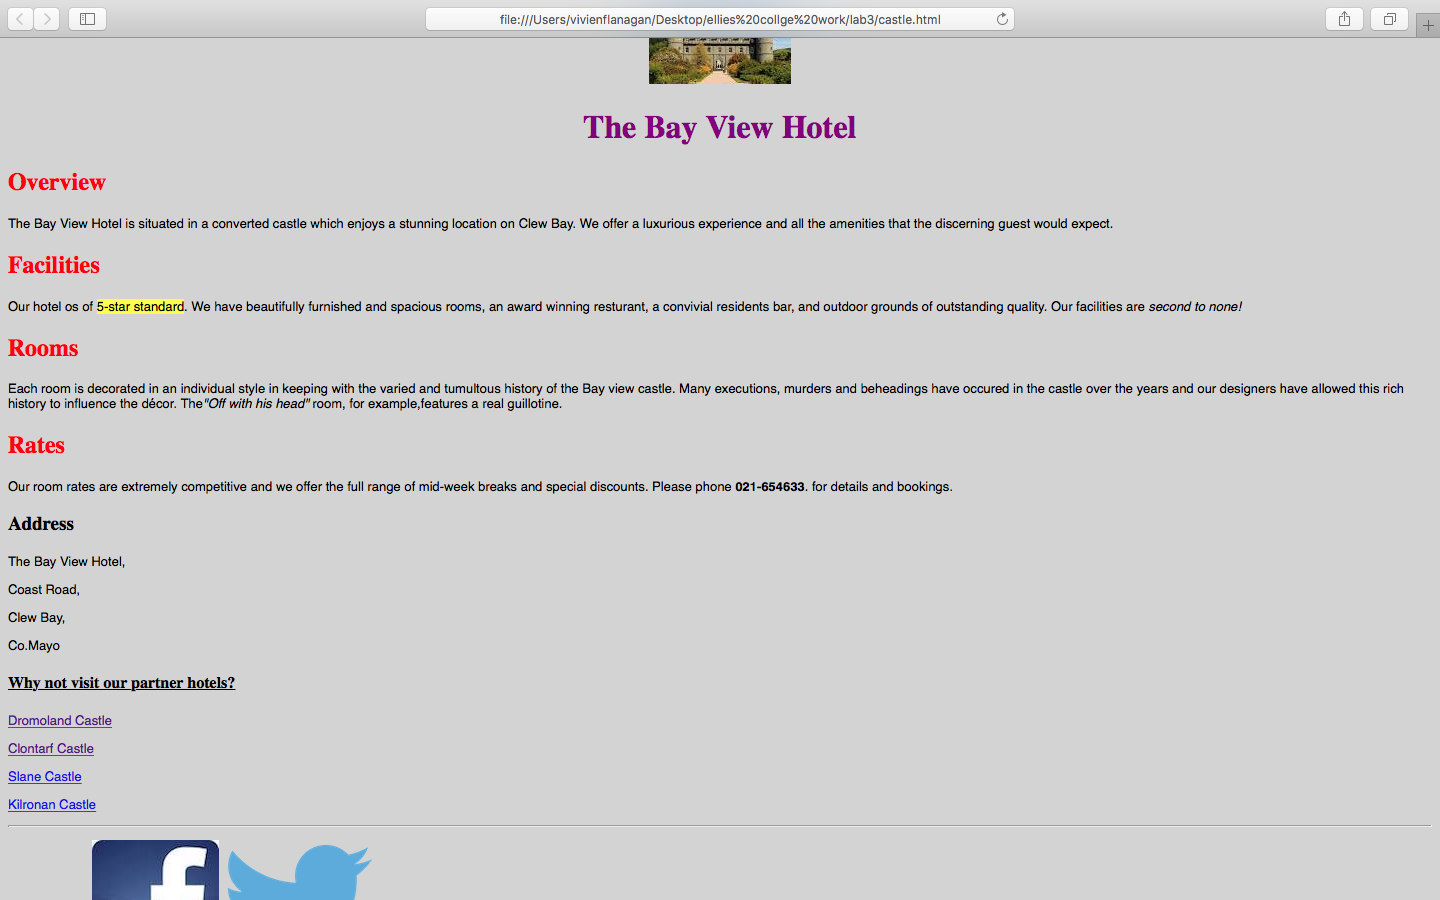 file:///Users/vivienflanagan/Desktop/ellies%20collge%20work/lab3/castle.html
The Bay View Hotel
Overview
The Bay View Hotel is situated in a converted castle which enjoys a stunning location on Clew Bay. We offer a luxurious experience and all the amenities that the discerning guest would expect.
Facilities
Our hotel os of 5-star standard. We have beautifully furnished and spacious rooms, an award winning resturant, a convivial residents bar, and outdoor grounds of outstanding quality. Our facilities are second to none!
Rooms
Each room is decorated in an individual style in keeping with the varied and tumultous history of the Bay view castle. Many executions, murders and beheadings have occured in the castle over the years and our designers have allowed this rich
history to influence the décor. The"Off with his head" room, for example,features a real guillotine.
Rates
Our room rates are extremely competitive and we offer the full range of mid-week breaks and special discounts. Please phone 021-654633. for details and bookings.
Address
The Bay View Hotel,
Coast Road,
Clew Bay,
Co.Mayo
Why not visit our partner hotels?
Dromoland Castle
Clontarf Castle
Slane Castle
Kilronan Castle